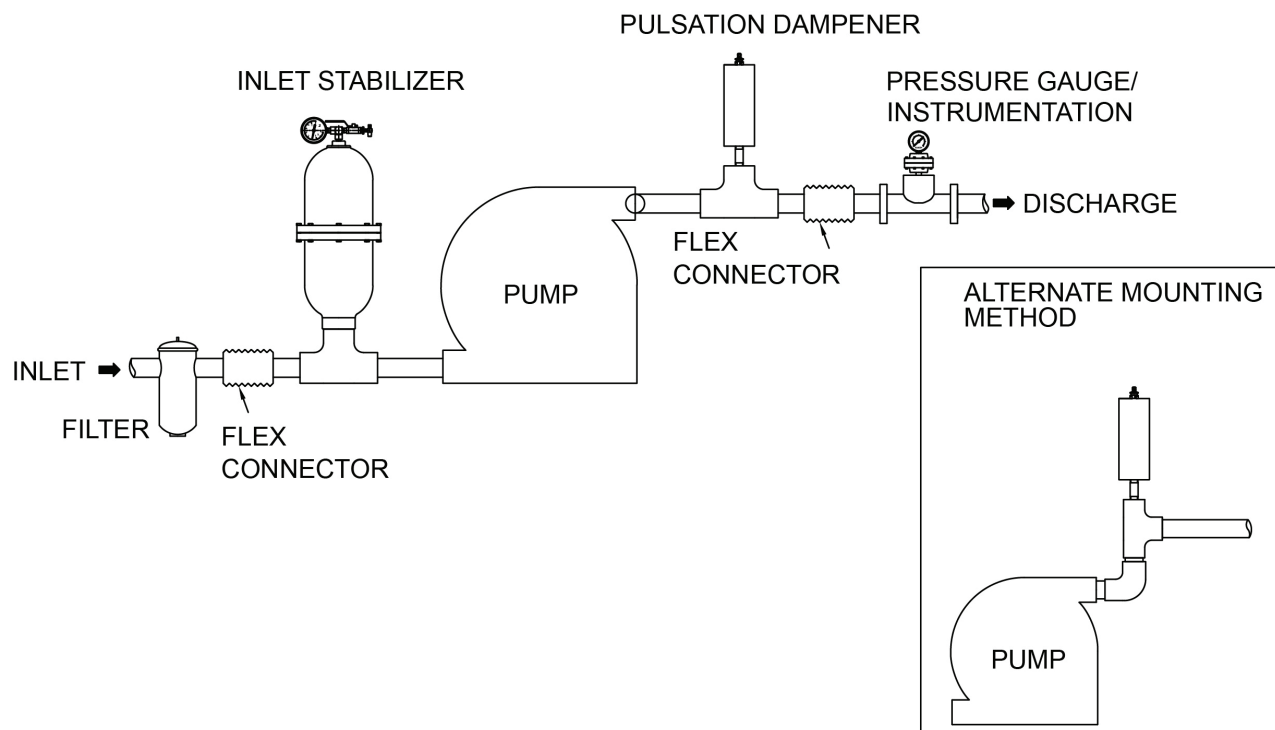 PULSATION DAMPENER
INLET STABILIZER
PRESSURE GAUGE/
INSTRUMENTATION
DISCHARGE
FLEX
CONNECTOR
PUMP
INLET
FILTER
FLEX
CONNECTOR
ALTERNATE MOUNTING
METHOD
PUMP